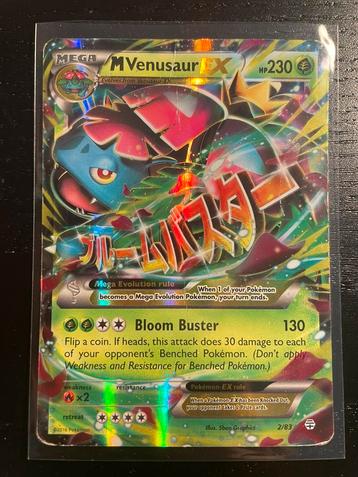 MEGA
M Venusaur EX
HP230
Evolves from Venusaur-EX
ブルームバスター!
Mega Evolution rule
When 1 of your Pokémon
becomes a Mega Evolution Pokémon, your turn ends.
Bloom Buster 130
Flip a coin. If heads, this attack does 30 damage to each
of your opponent's Benched Pokémon. (Don't apply
Weakness and Resistance for Benched Pokémon.)
weakness
×2
resistance
retreat
Pokémon-EX rule
When a Pokémon-EX has been Knocked Out,
your opponent takes 2 Prize cards.
©2016 Pokémon
Illus. 5ban Graphics
2/83